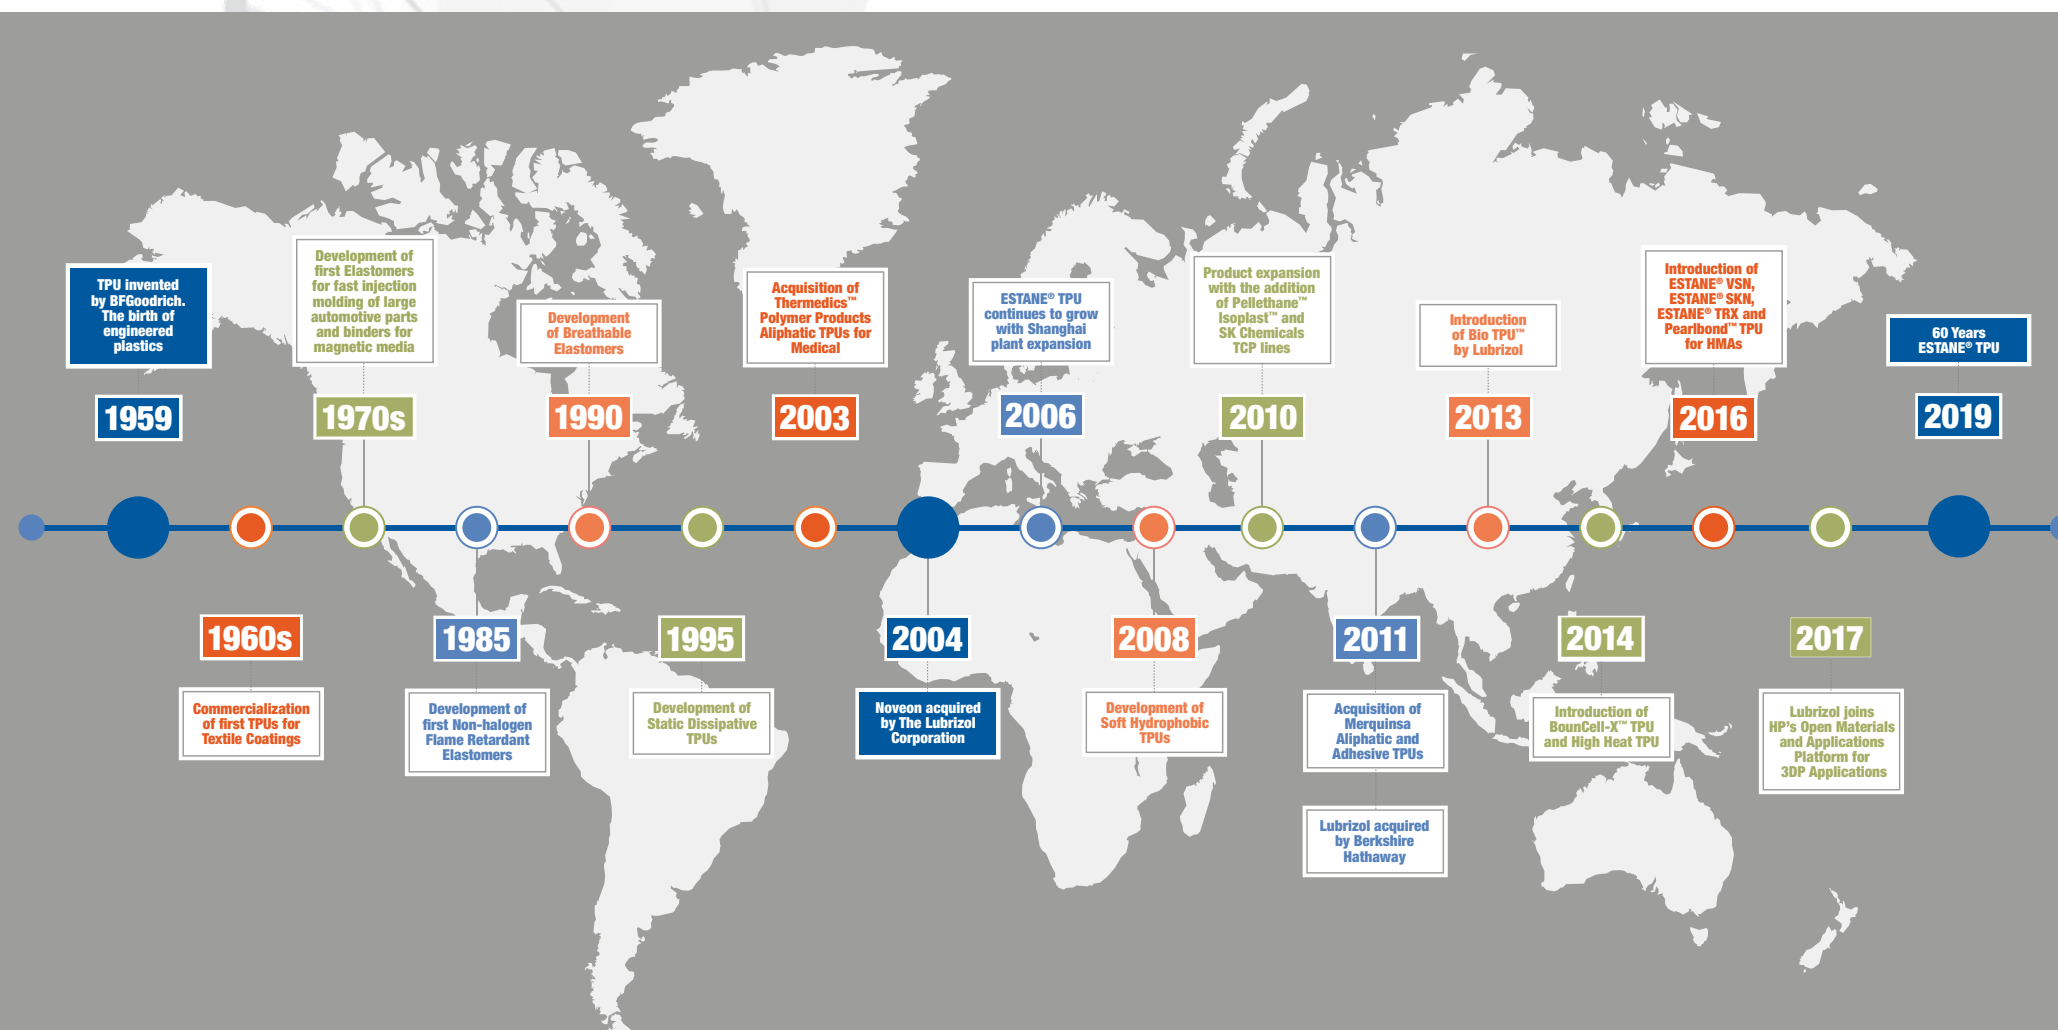 TPU invented
by BFGoodrich.
The birth of
engineered
plastics
1959
1960s
Commercialization
of first TPUs for
Textile Coatings
Development of
first Elastomers
for fast injection
molding of large
automotive parts
and binders for
magnetic media
1970s
1985
Development of
first Non-halogen
Flame Retardant
Elastomers
Development
of Breathable
Elastomers
1990
1995
Development of
Static Dissipative
TPUs
Acquisition of
Thermedics™
Polymer Products
Aliphatic TPUs for
Medical
2003
2004
Noveon acquired
by The Lubrizol
Corporation
ESTANE® TPU
continues to grow
with Shanghai
plant expansion
2006
2008
Development of
Soft Hydrophobic
TPUs
Product expansion
with the addition
of Pellethane™
Isoplast™ and
SK Chemicals
TCP lines
2010
2011
Acquisition of
Merquinsa
Aliphatic and
Adhesive TPUs
Lubrizol acquired
by Berkshire
Hathaway
Introduction
of Bio TPU™
by Lubrizol
2013
2014
Introduction of
BounCell-X™ TPU
and High Heat TPU
Introduction of
ESTANE® VSN,
ESTANE® SKN,
ESTANE® TRX and
Pearlbond™ TPU
for HMAs
2016
2017
Lubrizol joins
HP's Open Materials
and Applications
Platform for
3DP Applications
60 Years
ESTANE® TPU
2019